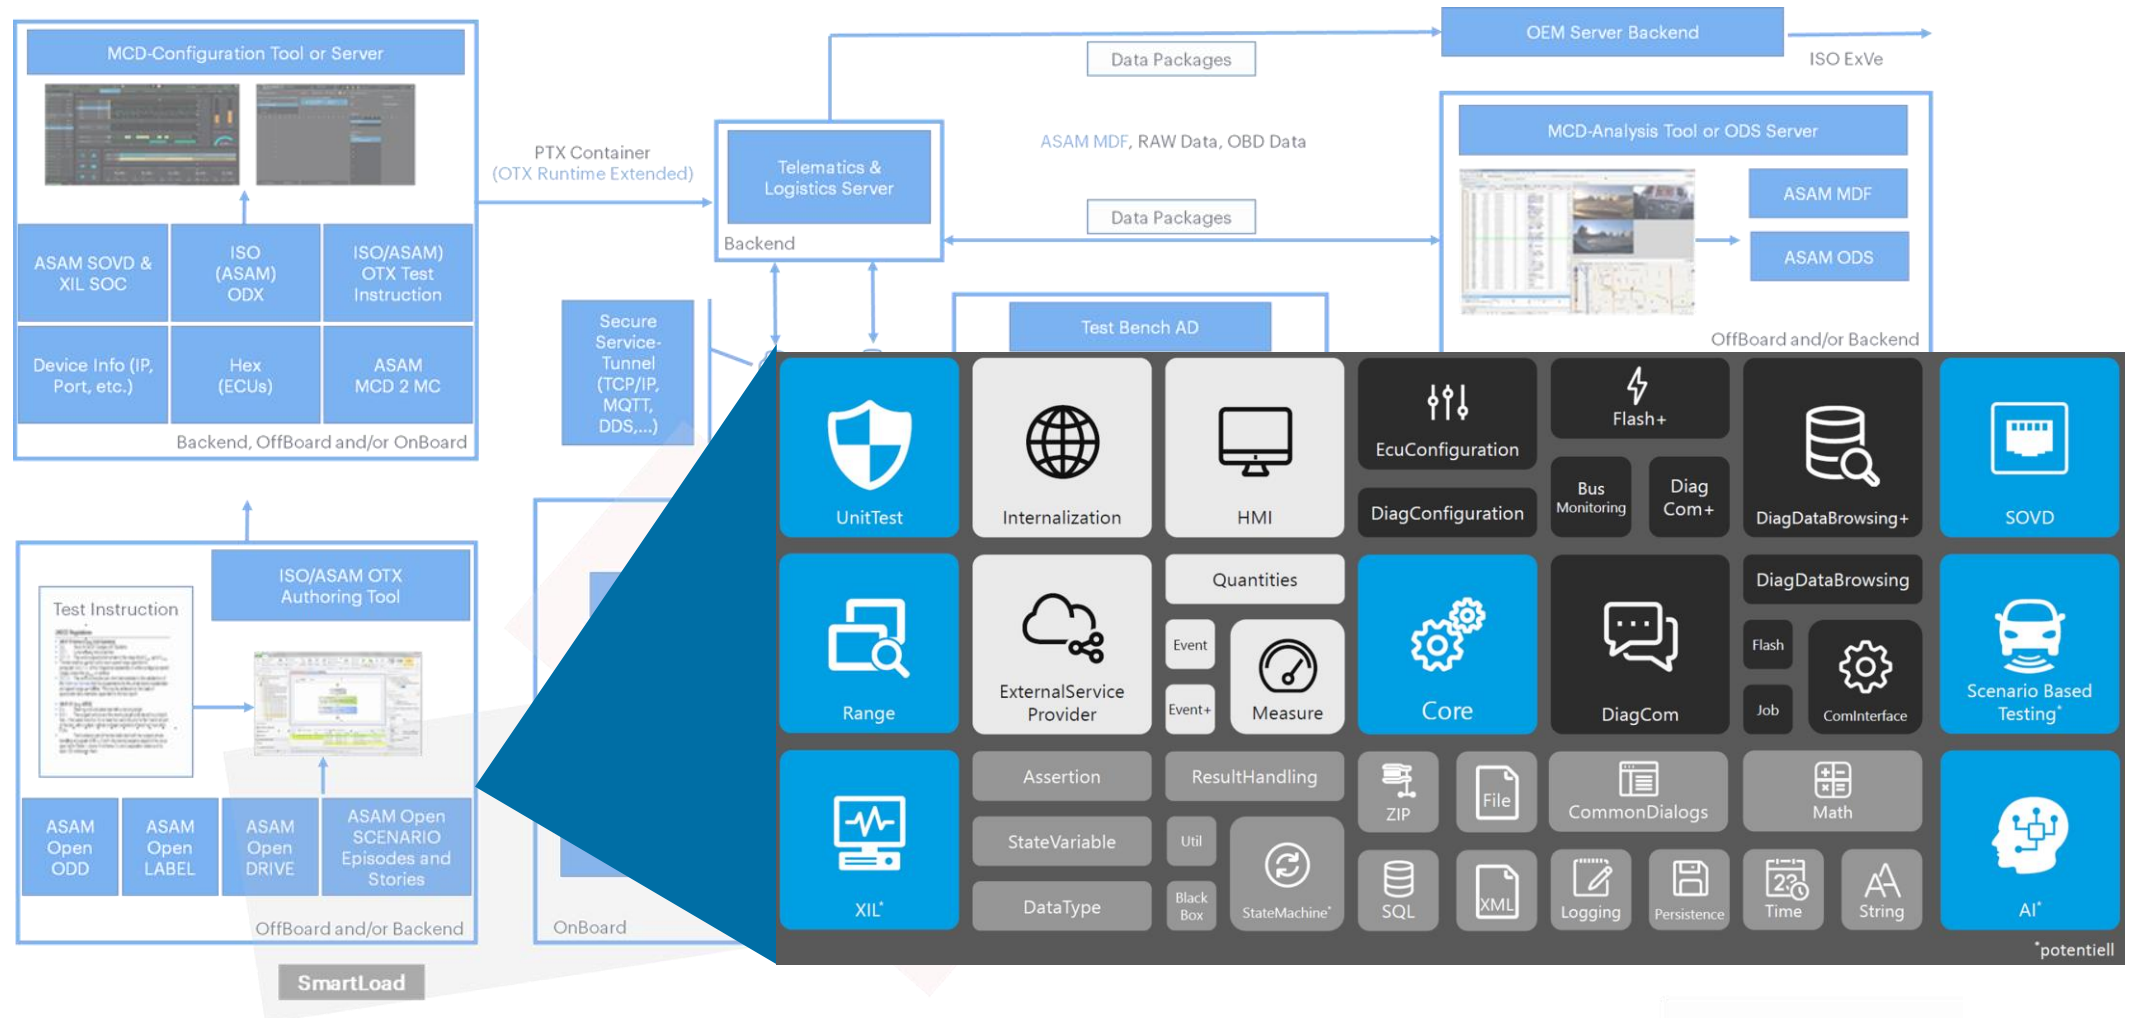 MCD-Configuration Tool or Server
ASAM SOVD &
XIL SOC
ISO
(ASAM)
ODX
ISO/ASAM)
OTX Test
Instruction
Device Info (IP,
Port, etc.)
Hex
(ECUs)
ASAM
MCD 2 MC
Backend, OffBoard and/or OnBoard
PTX Container
(OTX Runtime Extended)
Telematics &
Logistics Server
Backend
Data Packages
ASAM MDF, RAW Data, OBD Data
Data Packages
OEM Server Backend
ISO ExVe
MCD-Analysis Tool or ODS Server
ASAM MDF
ASAM ODS
OffBoard and/or Backend
Secure
Service-
Tunnel
(TCP/IP,
MQTT,
DDS,...)
Test Bench AD
ISO/ASAM OTX
Authoring Tool
Test Instruction
ASAM
Open
ODD
ASAM
Open
LABEL
ASAM
Open
DRIVE
ASAM Open
SCENARIO
Episodes and
Stories
OffBoard and/or Backend
OnBoard
SmartLoad
UnitTest
Internalization
HMI
EcuConfiguration
DiagConfiguration
Flash+
Bus
Monitoring
Diag
Com+
DiagDataBrowsing+
SOVD
Range
ExternalService
Provider
Quantities
Event
Event+
Measure
Core
DiagCom
DiagDataBrowsing
Flash
Job
ComInterface
Scenario Based
Testing*
XIL*
Assertion
StateVariable
DataType
ResultHandling
Util
Black
Box
StateMachine*
ZIP
File
SQL
XML
CommonDialogs
Logging
Persistence
Math
Time
String
AI*
*potentiell